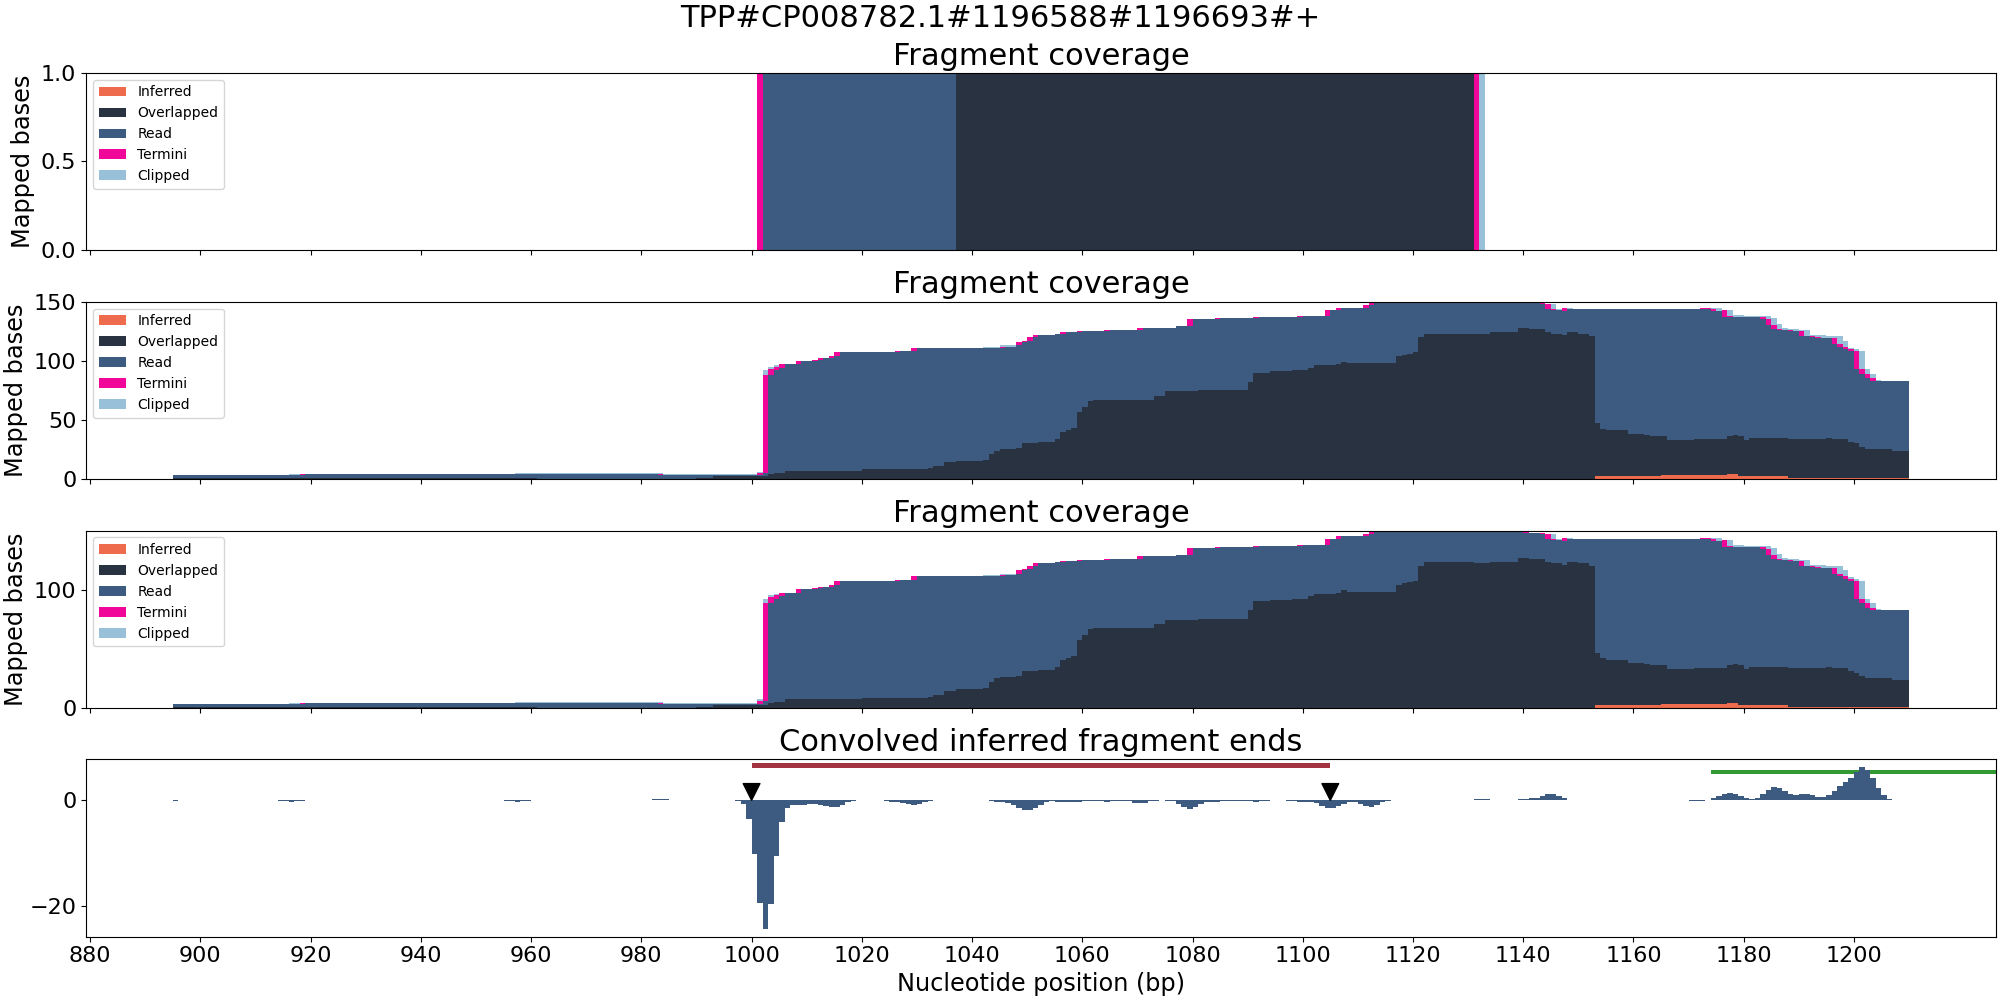 TPP#CP008782.1#1196588#1196693#+
Fragment coverage
Mapped bases
1.0
0.5
0.0
Inferred
Overlapped
Read
Termini
Clipped
Fragment coverage
Mapped bases
150
100
50
0
Inferred
Overlapped
Read
Termini
Clipped
Fragment coverage
Mapped bases
100
0
Inferred
Overlapped
Read
Termini
Clipped
Convolved inferred fragment ends
0
−20
880 900 920 940 960 980 1000 1020 1040 1060 1080 1100 1120 1140 1160 1180 1200
Nucleotide position (bp)